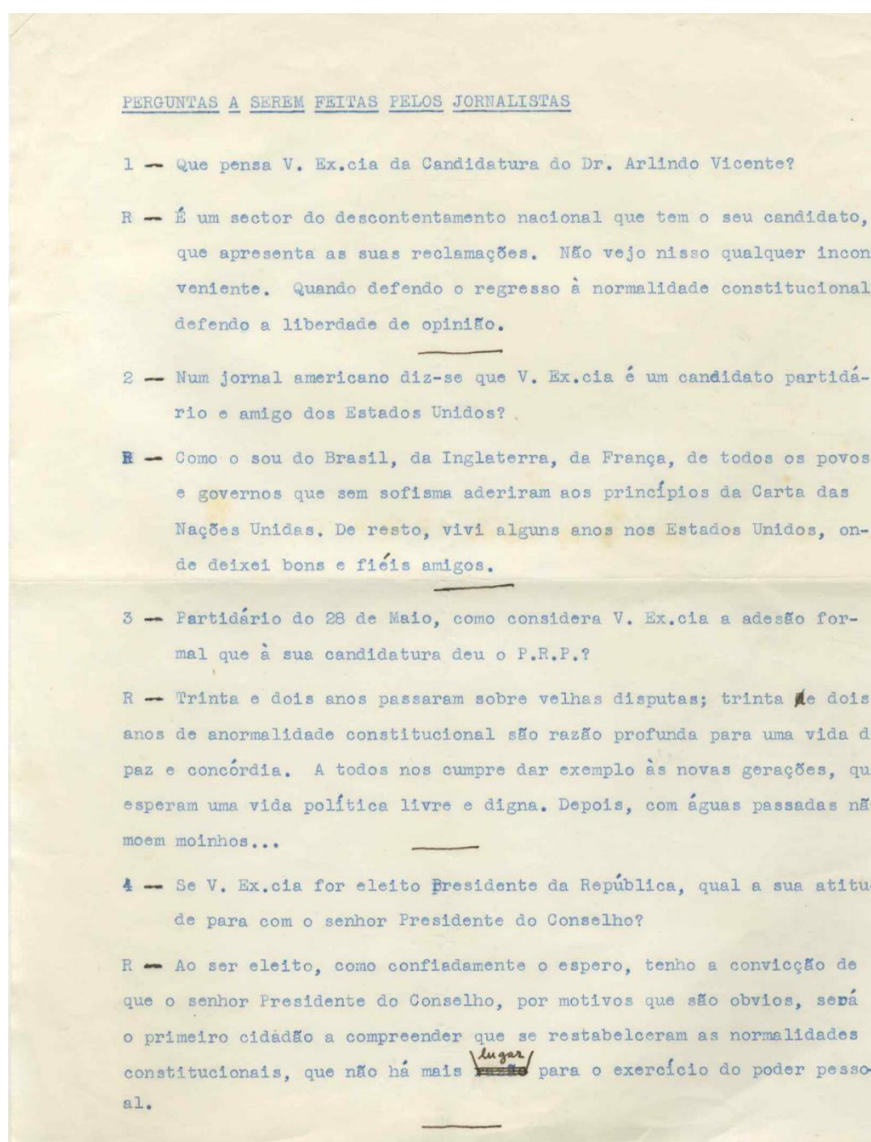 PERGUNTAS A SEREM FEITAS PELOS JORNALISTAS
1 — Que pensa V. Ex.cia da Candidatura do Dr. Arlindo Vicente?
R — É um sector do descontentamento nacional que tem o seu candidato,
que apresenta as suas reclamações. Não vejo nisso qualquer incon
veniente. Quando defendo o regresso à normalidade constitucional
defendo a liberdade de opinião.
2 — Num jornal americano diz-se que V. Ex.cia é um candidato partidá-
rio e amigo dos Estados Unidos?
R — Como o sou do Brasil, da Inglaterra, da França, de todos os povos
e governos que sem sofisma aderiram aos princípios da Carta das
Nações Unidas. De resto, vivi alguns anos nos Estados Unidos, on-
de deixei bons e fiéis amigos.
3 — Partidário do 28 de Maio, como considera V. Ex.cia a adesão for-
mal que à sua candidatura deu o P.R.P.?
R — Trinta e dois anos passaram sobre velhas disputas; trinta e dois
anos de anormalidade constitucional são razão profunda para uma vida d
paz e concórdia. A todos nos cumpre dar exemplo às novas gerações, qu
esperam uma vida política livre e digna. Depois, com águas passadas nã
moem moinhos...
4 — Se V. Ex.cia for eleito Presidente da República, qual a sua atitu
de para com o senhor Presidente do Conselho?
R — Ao ser eleito, como confiadamente o espero, tenho a convicção de
que o senhor Presidente do Conselho, por motivos que são obvios, será
o primeiro cidadão a compreender que se restabelceram as normalidades
constitucionais, que não há mais lugar para o exercício do poder pesso-
al.